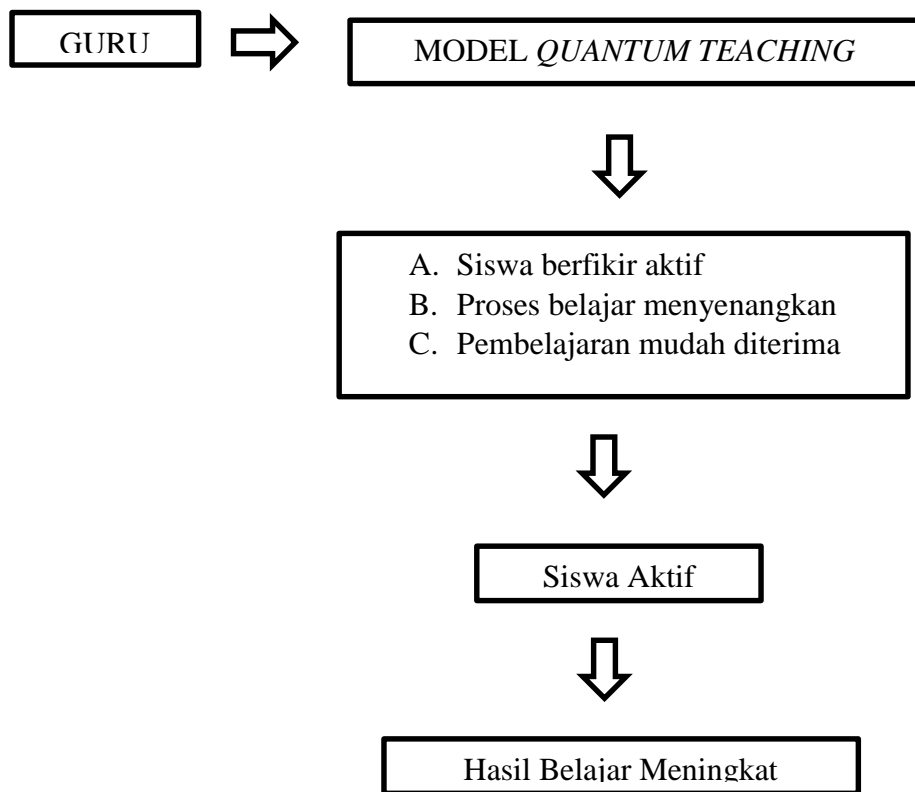 GURU
MODEL QUANTUM TEACHING
A. Siswa berfikir aktif
B. Proses belajar menyenangkan
C. Pembelajaran mudah diterima
Siswa Aktif
Hasil Belajar Meningkat